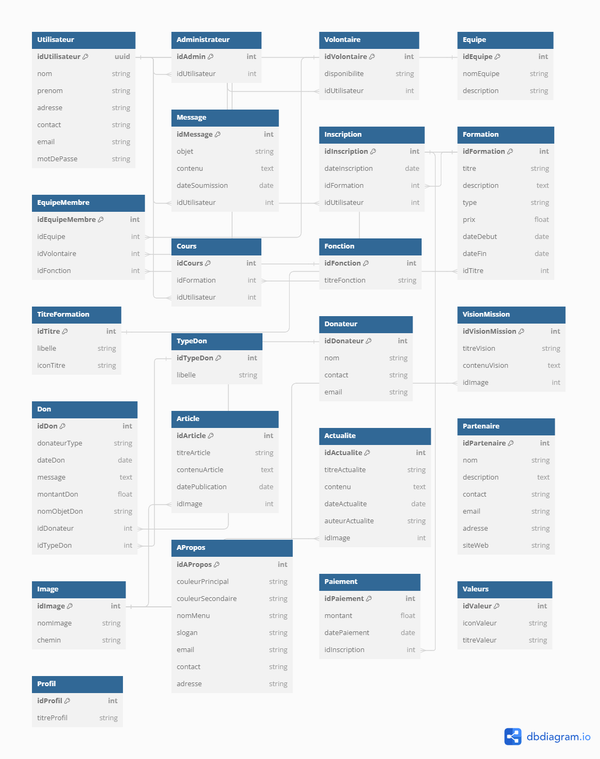 Utilisateur
idUtilisateur uuid
nom string
prenom string
adresse string
contact string
email string
motDePasse string
Administrateur
idAdmin int
idUtilisateur int
Volontaire
idVolontaire int
disponibilite string
idUtilisateur int
Equipe
idEquipe int
nomEquipe string
description string
Message
idMessage int
objet string
contenu text
dateSoumission date
idUtilisateur int
Inscription
idInscription int
dateInscription date
idFormation int
idUtilisateur int
Formation
idFormation int
titre string
description text
type string
prix float
dateDebut date
dateFin date
idTitre int
EquipeMembre
idEquipeMembre int
idEquipe int
idVolontaire int
idFonction int
Cours
idCours int
idFormation int
idUtilisateur int
Fonction
idFonction int
titreFonction string
TitreFormation
idTitre int
libelle string
iconTitre string
TypeDon
idTypeDon int
libelle string
Donateur
idDonateur int
nom string
contact string
email string
VisionMission
idVisionMission int
titreVision string
contenuVision text
idImage int
Don
idDon int
donateurType string
dateDon date
message text
montantDon float
nomObjetDon string
idDonateur int
idTypeDon int
Article
idArticle int
titreArticle string
contenuArticle text
datePublication date
idImage int
Actualite
idActualite int
titreActualite string
contenu text
dateActualite date
auteurActualite string
idImage int
Partenaire
idPartenaire int
nom string
description text
contact string
email string
adresse string
siteWeb string
Image
idImage int
nomImage string
chemin string
APropos
idAPropos int
couleurPrincipal string
couleurSecondaire string
nomMenu string
slogan string
email string
contact string
adresse string
Paiement
idPaiement int
montant float
datePaiement date
idinscription int
Valeurs
idValeur int
iconValeur string
titreValeur string
Profil
idProfil int
titreProfil string
dbdiagram.io